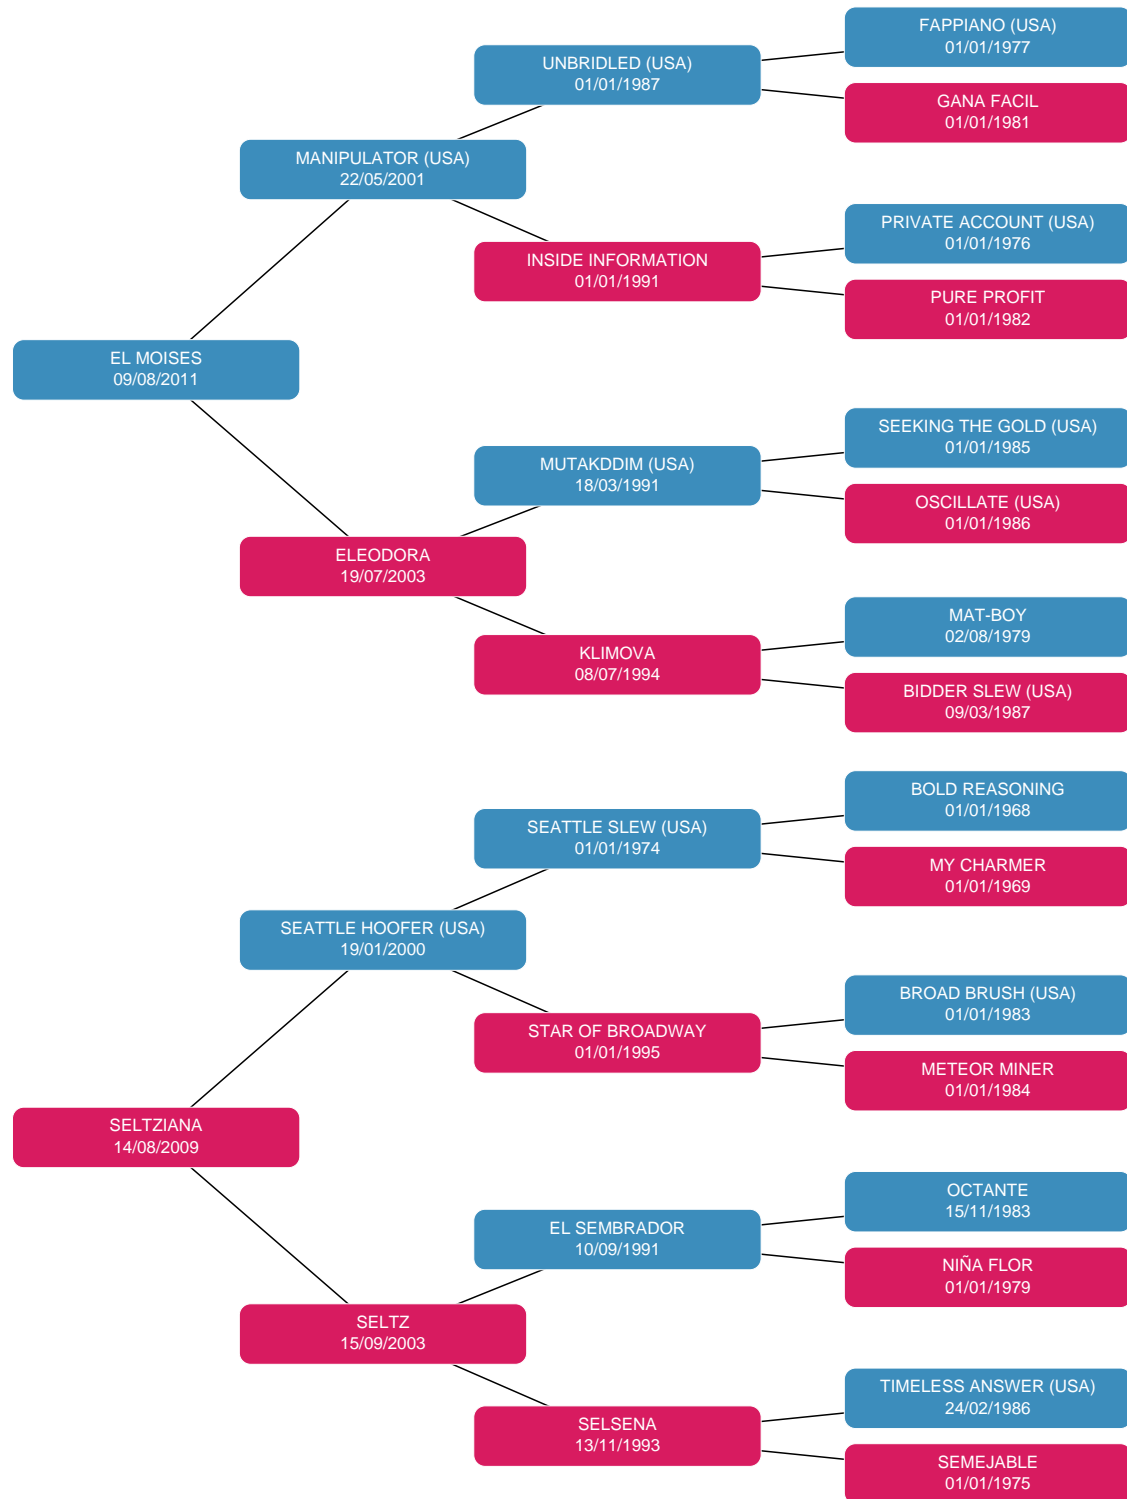 FAPPIANO (USA)
01/01/1977
UNBRIDLED (USA)
01/01/1987
GANA FACIL
01/01/1981
MANIPULATOR (USA)
22/05/2001
PRIVATE ACCOUNT (USA)
01/01/1976
INSIDE INFORMATION
01/01/1991
PURE PROFIT
01/01/1982
EL MOISES
09/08/2011
SEEKING THE GOLD (USA)
01/01/1985
MUTAKDDIM (USA)
18/03/1991
OSCILLATE (USA)
01/01/1986
ELEODORA
19/07/2003
MAT-BOY
02/08/1979
KLIMOVA
08/07/1994
BIDDER SLEW (USA)
09/03/1987
BOLD REASONING
01/01/1968
SEATTLE SLEW (USA)
01/01/1974
MY CHARMER
01/01/1969
SEATTLE HOOFER (USA)
19/01/2000
BROAD BRUSH (USA)
01/01/1983
STAR OF BROADWAY
01/01/1995
METEOR MINER
01/01/1984
SELTZIANA
14/08/2009
OCTANTE
15/11/1983
EL SEMBRADOR
10/09/1991
NIÑA FLOR
01/01/1979
SELTZ
15/09/2003
TIMELESS ANSWER (USA)
24/02/1986
SELSENA
13/11/1993
SEMEJABLE
01/01/1975